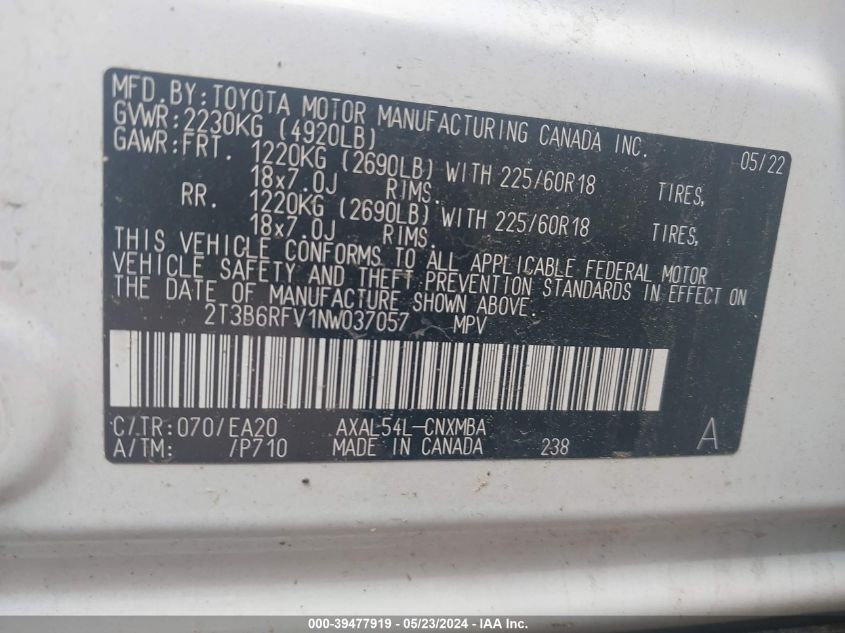 MFD. BY: TOYOTA MOTOR MANUFACTURING CANADA INC. 05/22
GVWR: 2230KG (4920LB)
GAWR: FRT. 1220KG (2690LB) WITH 225/60R18 TIRES,
18x7.0J RIMS.
RR. 1220KG (2690LB) WITH 225/60R18 TIRES,
18x7.0J RIMS.
THIS VEHICLE CONFORMS TO ALL APPLICABLE FEDERAL MOTOR
VEHICLE SAFETY AND THEFT PREVENTION STANDARDS IN EFFECT ON
THE DATE OF MANUFACTURE SHOWN ABOVE.
2T3B6RFV1NW037057 MPV
C/TR: 070/EA20 AXAL54L-CNXMBA
A/TM: /P710 MADE IN CANADA 238 A
000-39477919 - 05/23/2024 - IAAI.COM